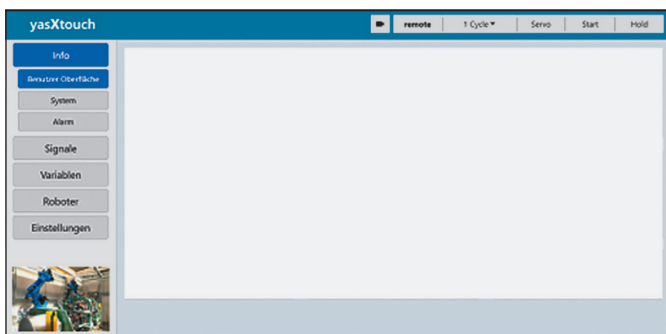 yasXtouch
remote
1 Cycle
Servo
Start
Hold
Info
Benutzer Oberfläche
System
Alarm
Signale
Variablen
Roboter
Einstellungen